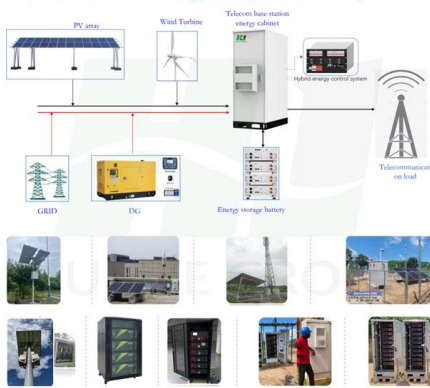 PV array
Wind Turbine
Telecom base station
energy cabinet
Hybrid energy control system
GRID
DG
Energy storage battery
Telecommunicati
on load